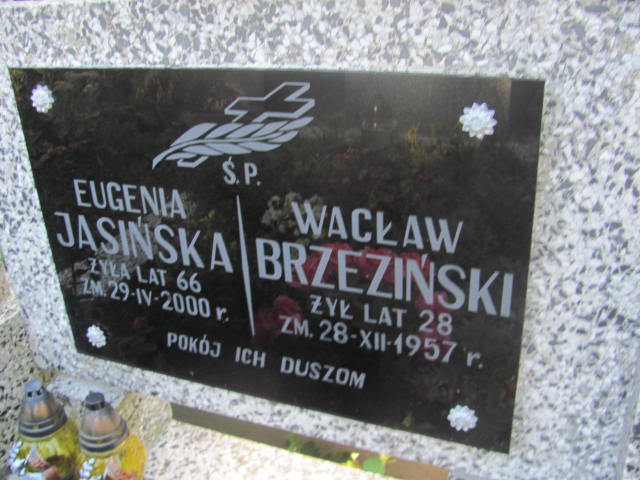 Ś.P.
EUGENIA
JASIŃSKA
ŻYŁA LAT 66
ZM. 29-IV-2000 r.
WACŁAW
BRZEZIŃSKI
ŻYŁ LAT 28
ZM. 28-XII-1957 r.
POKÓJ ICH DUSZOM